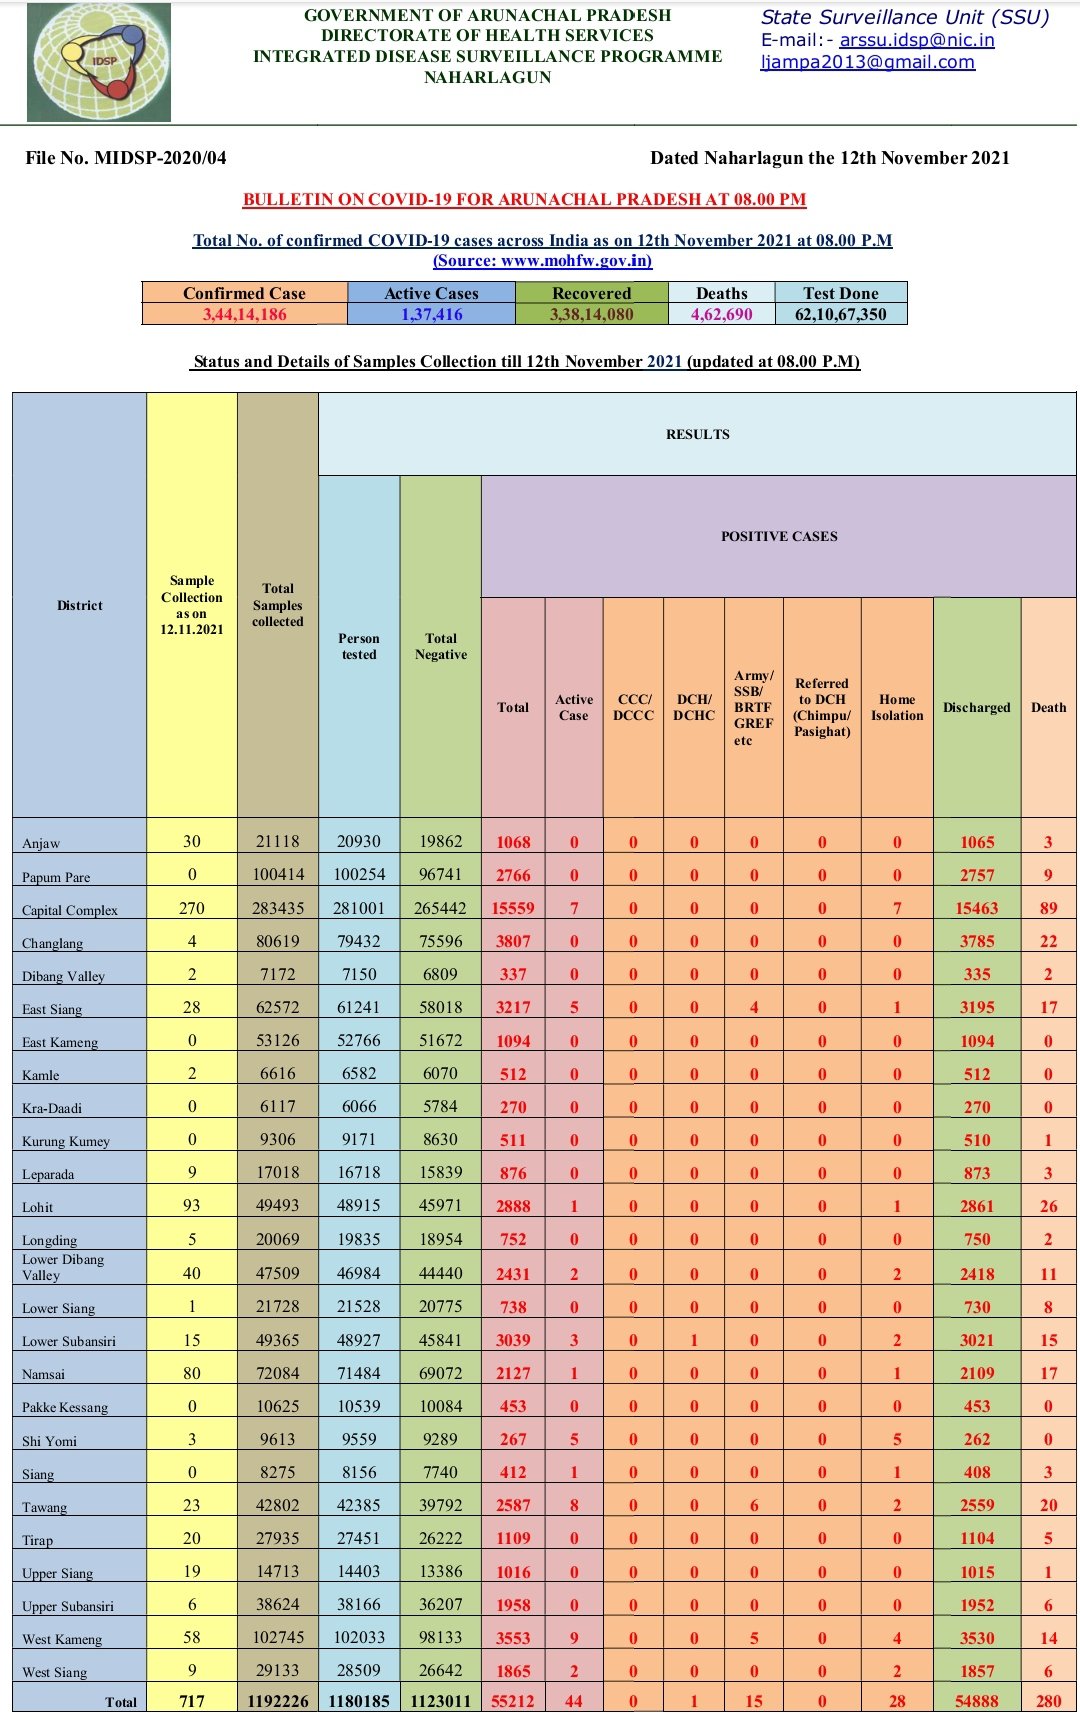 IDSP
GOVERNMENT OF ARUNACHAL PRADESH
DIRECTORATE OF HEALTH SERVICES
INTEGRATED DISEASE SURVEILLANCE PROGRAMME
NAHARLAGUN
State Surveillance Unit (SSU)
E-mail:- arssu.idsp@nic.in
ljampa2013@gmail.com
File No. MIDSP-2020/04 Dated Naharlagun the 12th November 2021
BULLETIN ON COVID-19 FOR ARUNACHAL PRADESH AT 08.00 PM
Total No. of confirmed COVID-19 cases across India as on 12th November 2021 at 08.00 P.M
(Source: www.mohfw.gov.in)
Confirmed Case Active Cases Recovered Deaths Test Done
3,44,14,186 1,37,416 3,38,14,080 4,62,690 62,10,67,350
Status and Details of Samples Collection till 12th November 2021 (updated at 08.00 P.M)
District
Sample
Collection
as on
12.11.2021
Total
Samples
collected
RESULTS
Person
tested
Total
Negative
POSITIVE CASES
Total
Active
Case
CCC/
DCCC
DCH/
DCHC
Army/
SSB/
BRTF
GREF
etc
Referred
to DCH
(Chimpu/
Pasighat)
Home
Isolation
Discharged
Death
Anjaw 30 21118 20930 19862 1068 0 0 0 0 0 0 1065 3
Papum Pare 0 100414 100254 96741 2766 0 0 0 0 0 0 2757 9
Capital Complex 270 283435 281001 265442 15559 7 0 0 0 0 7 15463 89
Changlang 4 80619 79432 75596 3807 0 0 0 0 0 0 3785 22
Dibang Valley 2 7172 7150 6809 337 0 0 0 0 0 0 335 2
East Siang 28 62572 61241 58018 3217 5 0 0 4 0 1 3195 17
East Kameng 0 53126 52766 51672 1094 0 0 0 0 0 0 1094 0
Kamle 2 6616 6582 6070 512 0 0 0 0 0 0 512 0
Kra-Daadi 0 6117 6066 5784 270 0 0 0 0 0 0 270 0
Kurung Kumey 0 9306 9171 8630 511 0 0 0 0 0 0 510 1
Leparada 9 17018 16718 15839 876 0 0 0 0 0 0 873 3
Lohit 93 49493 48915 45971 2888 1 0 0 0 0 1 2861 26
Longding 5 20069 19835 18954 752 0 0 0 0 0 0 750 2
Lower Dibang
Valley 40 47509 46984 44440 2431 2 0 0 0 0 2 2418 11
Lower Siang 1 21728 21528 20775 738 0 0 0 0 0 0 730 8
Lower Subansiri 15 49365 48927 45841 3039 3 0 1 0 0 2 3021 15
Namsai 80 72084 71484 69072 2127 1 0 0 0 0 1 2109 17
Pakke Kessang 0 10625 10539 10084 453 0 0 0 0 0 0 453 0
Shi Yomi 3 9613 9559 9289 267 5 0 0 0 0 5 262 0
Siang 0 8275 8156 7740 412 1 0 0 0 0 1 408 3
Tawang 23 42802 42385 39792 2587 8 0 0 6 0 2 2559 20
Tirap 20 27935 27451 26222 1109 0 0 0 0 0 0 1104 5
Upper Siang 19 14713 14403 13386 1016 0 0 0 0 0 0 1015 1
Upper Subansiri 6 38624 38166 36207 1958 0 0 0 0 0 0 1952 6
West Kameng 58 102745 102033 98133 3553 9 0 0 5 0 4 3530 14
West Siang 9 29133 28509 26642 1865 2 0 0 0 0 2 1857 6
Total 717 1192226 1180185 1123011 55212 44 0 1 15 0 28 54888 280